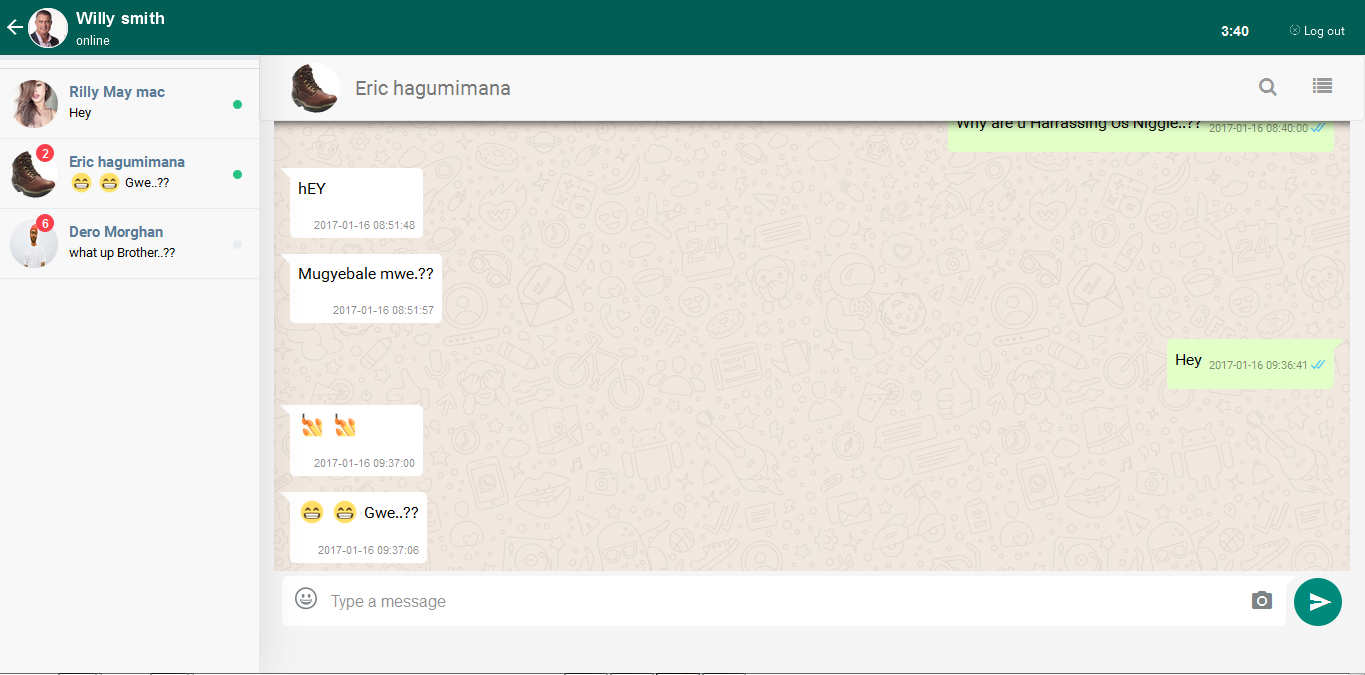 Willy smith
online
3:40
Log out
Rilly May mac
Hey
2
Eric hagumimana
😁 😁 Gwe..??
6
Dero Morghan
what up Brother..??
Eric hagumimana
Why are u Harrassing Us Niggle..?? 2017-01-16 08:40:00
hEY
2017-01-16 08:51:48
Mugyebale mwe.??
2017-01-16 08:51:57
Hey 2017-01-16 09:36:41
2017-01-16 09:37:00
😁 😁 Gwe..??
2017-01-16 09:37:06
Type a message